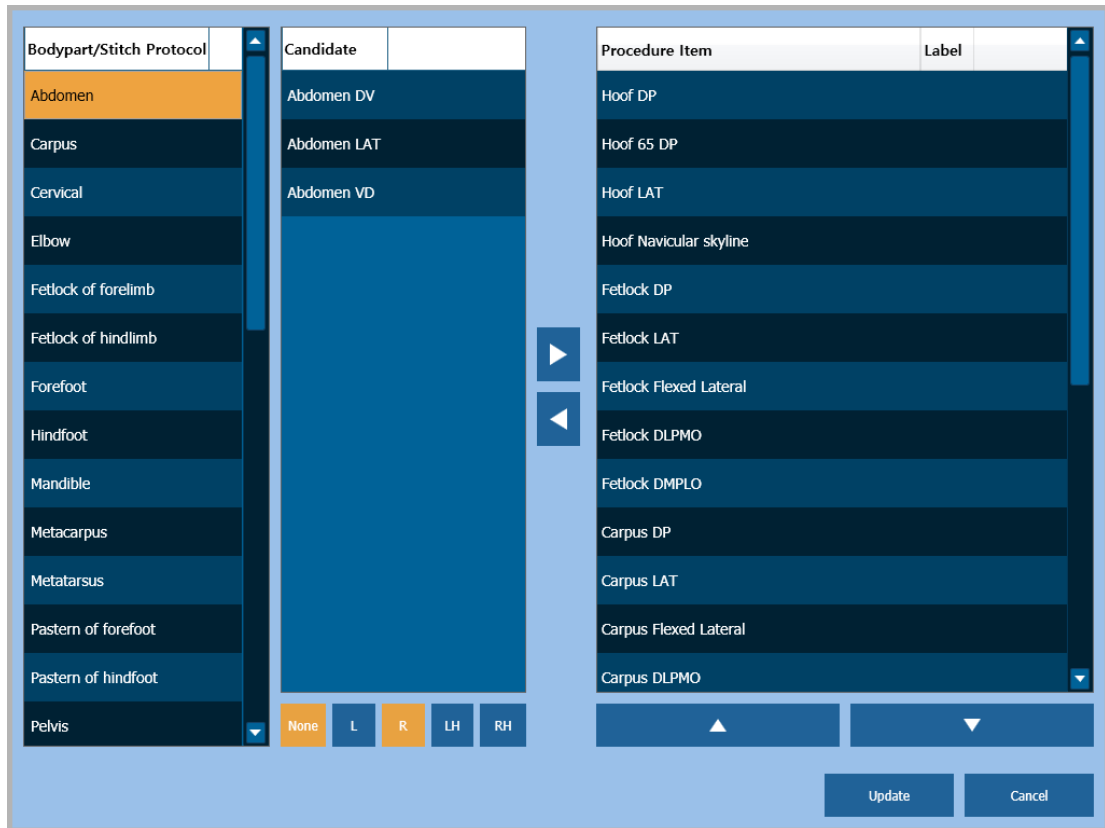 Bodypart/Stitch Protocol
Abdomen
Carpus
Cervical
Elbow
Fetlock of forelimb
Fetlock of hindlimb
Forefoot
Hindfoot
Mandible
Metacarpus
Metatarsus
Pastern of forefoot
Pastern of hindfoot
Pelvis
Candidate
Abdomen DV
Abdomen LAT
Abdomen VD
None L R LH RH
Procedure Item Label
Hoof DP
Hoof 65 DP
Hoof LAT
Hoof Navicular skyline
Fetlock DP
Fetlock LAT
Fetlock Flexed Lateral
Fetlock DLPMO
Fetlock DMPLO
Carpus DP
Carpus LAT
Carpus Flexed Lateral
Carpus DLPMO
Update Cancel